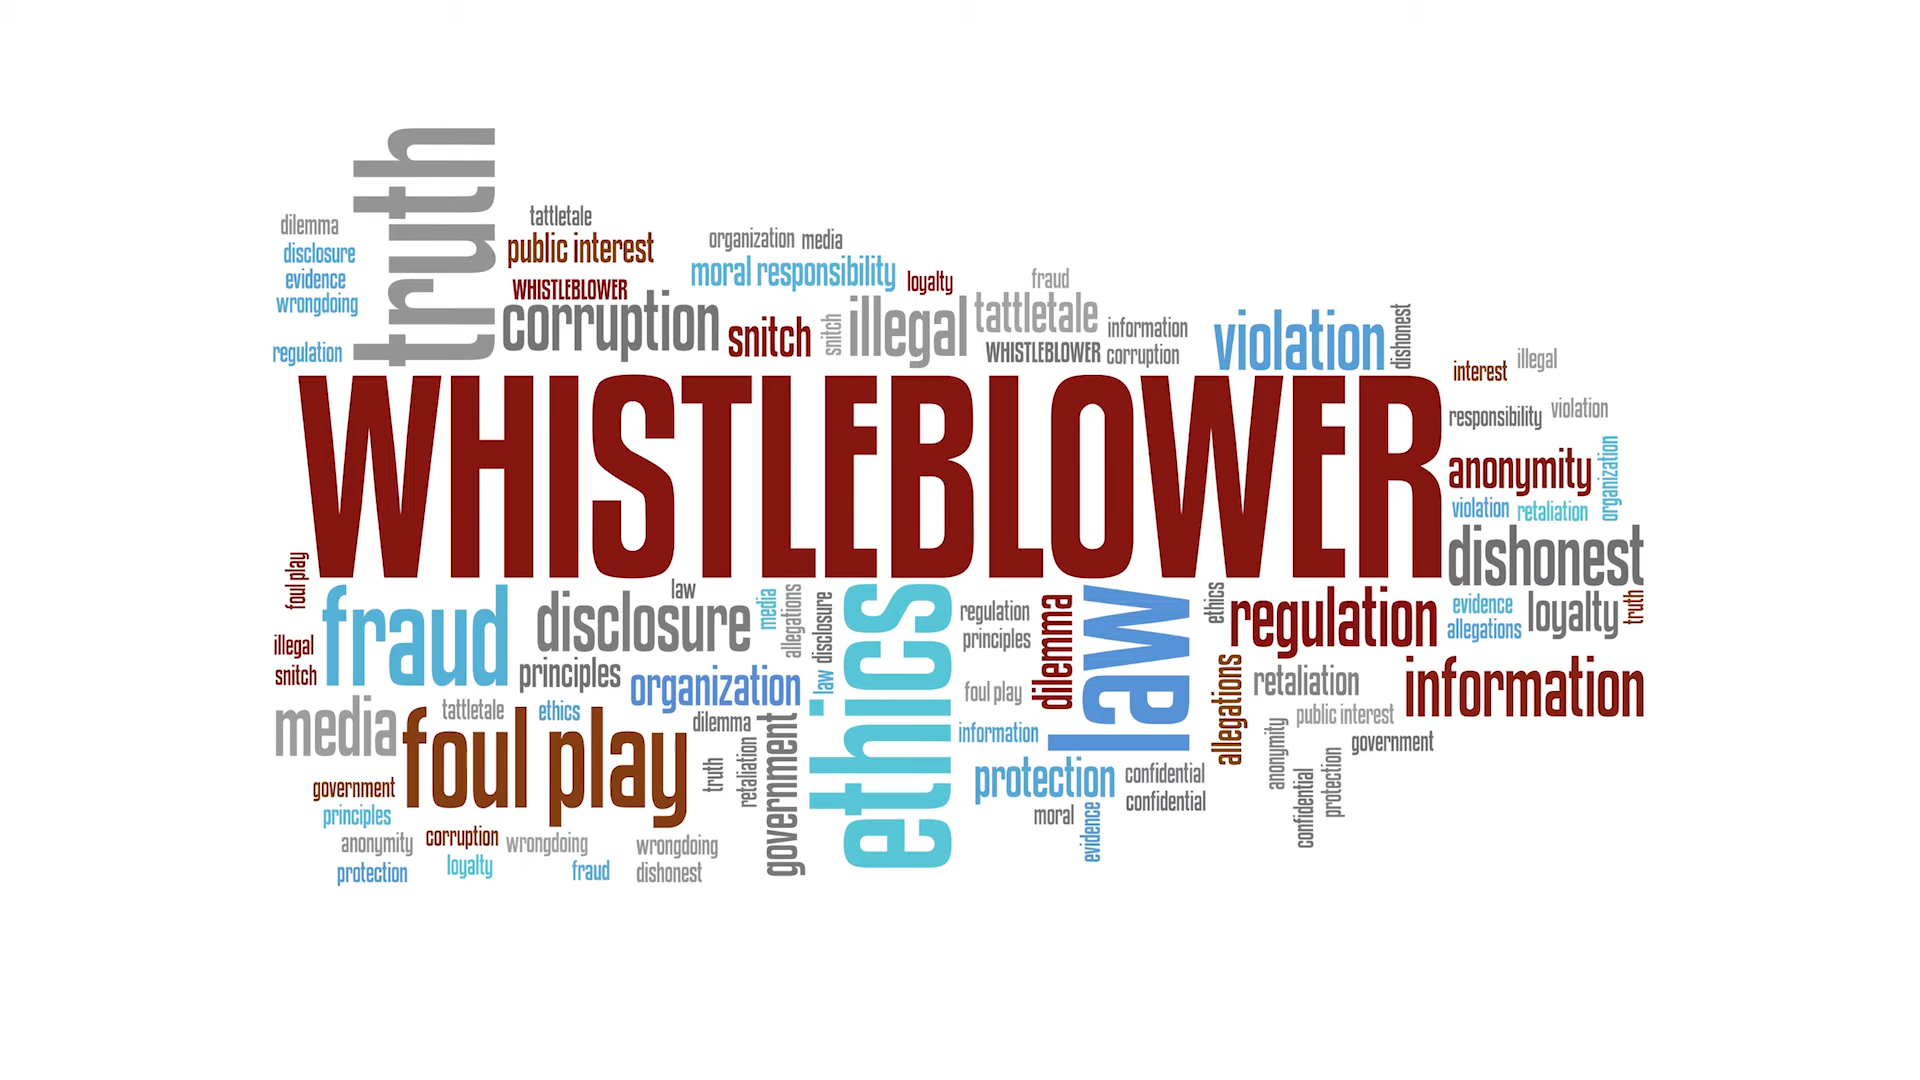 truth
dilemma
disclosure
evidence
wrongdoing
regulation
tattletale
public interest
WHISTLEBLOWER
corruption
organization
media
moral responsibility
loyalty
snitch
snitch
illegal
fraud
tattletale
WHISTLEBLOWER
information
corruption
violation
dishonest
interest
illegal
responsibility
violation
WHISTLEBLOWER
anonymity
organization
violation
retaliation
dishonest
foul play
illegal
snitch
fraud
disclosure
law
media
allegations
disclosure
law
principles
organization
ethics
regulation
principles
dilemma
law
ethics
regulation
evidence
allegations
loyalty
truth
media
tattletale
ethics
foul play
dilemma
truth
retaliation
government
foul play
information
protection
confidential
confidential
moral
evidence
allegations
retaliation
information
public interest
government
anonymity
confidential
protection
government
principles
anonymity
corruption
wrongdoing
wrongdoing
protection
loyalty
fraud
dishonest